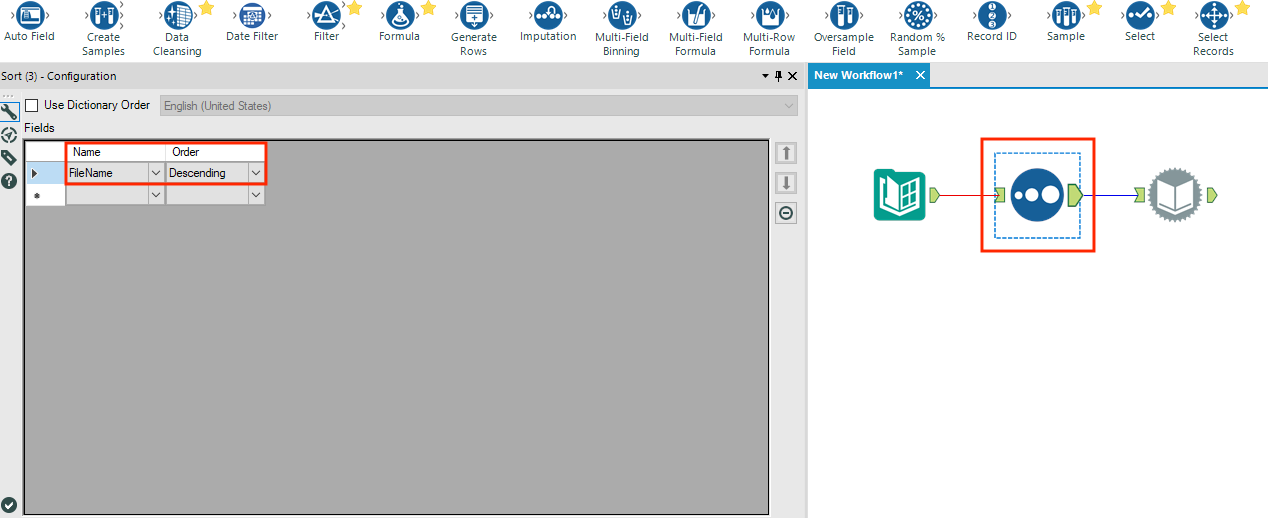 Auto Field
Create
Samples
Data
Cleansing
Date Filter
Filter
Formula
Generate
Rows
Imputation
Multi-Field
Binning
Multi-Field
Formula
Multi-Row
Formula
Oversample
Field
Random %
Sample
Record ID
Sample
Select
Select
Records
Sort (3) - Configuration
New Workflow1*
Use Dictionary Order
English (United States)
Fields
Name Order
FileName Descending